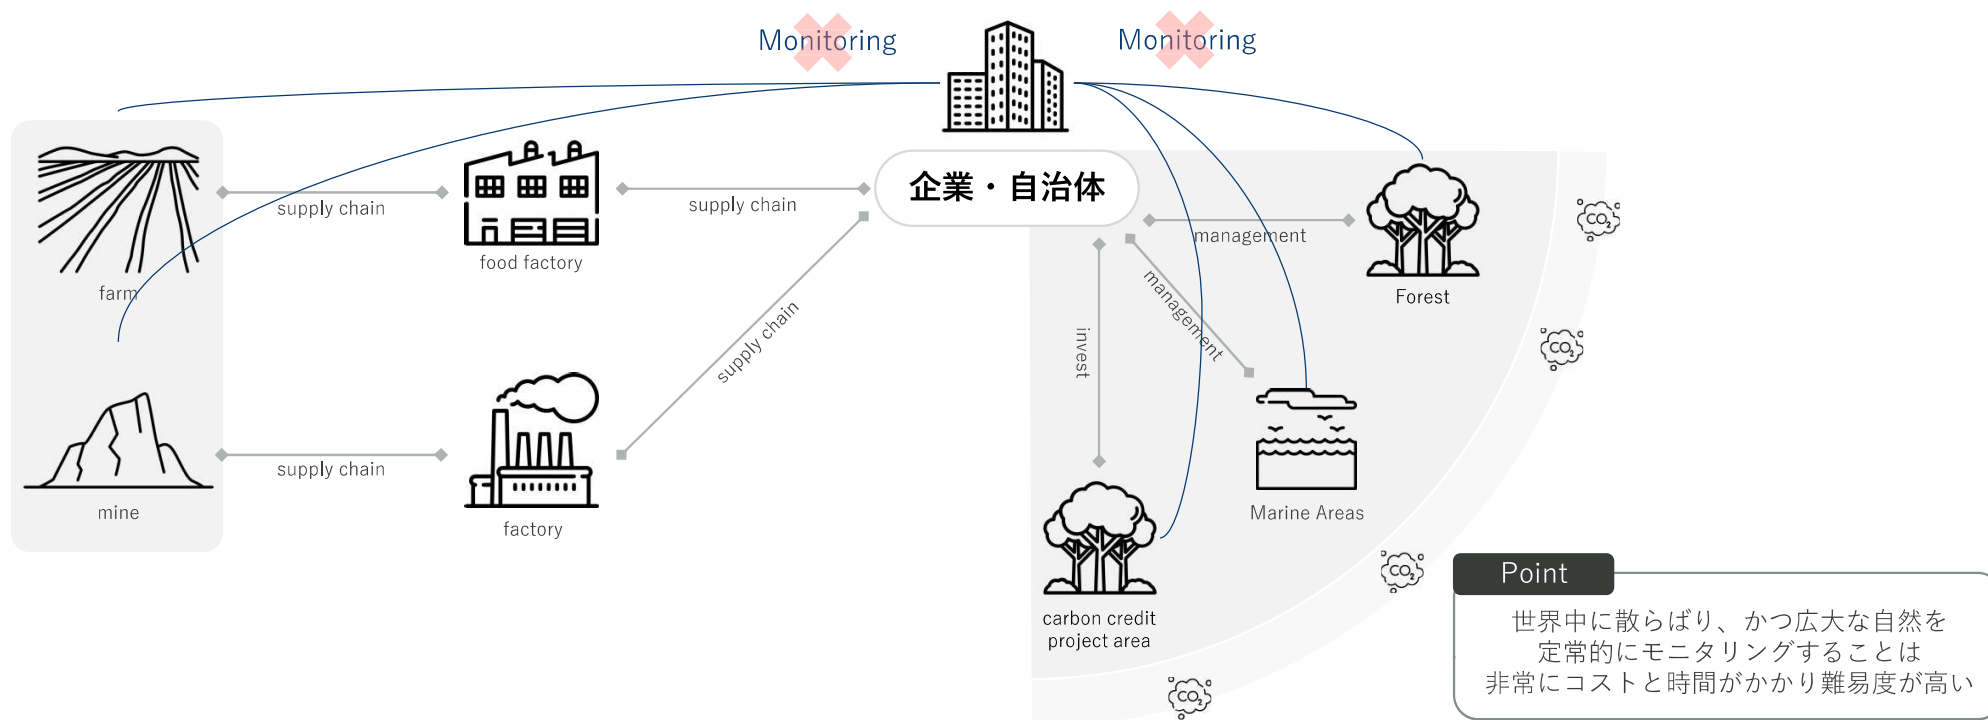 Monitoring
Monitoring
企業・自治体
supply chain
supply chain
management
food factory
farm
Forest
management
supply chain
invest
supply chain
mine
factory
Marine Areas
carbon credit
project area
CO2
CO2
CO2
CO2
Point
世界中に散らばり、かつ広大な自然を
定常的にモニタリングすることは
非常にコストと時間がかかり難易度が高い